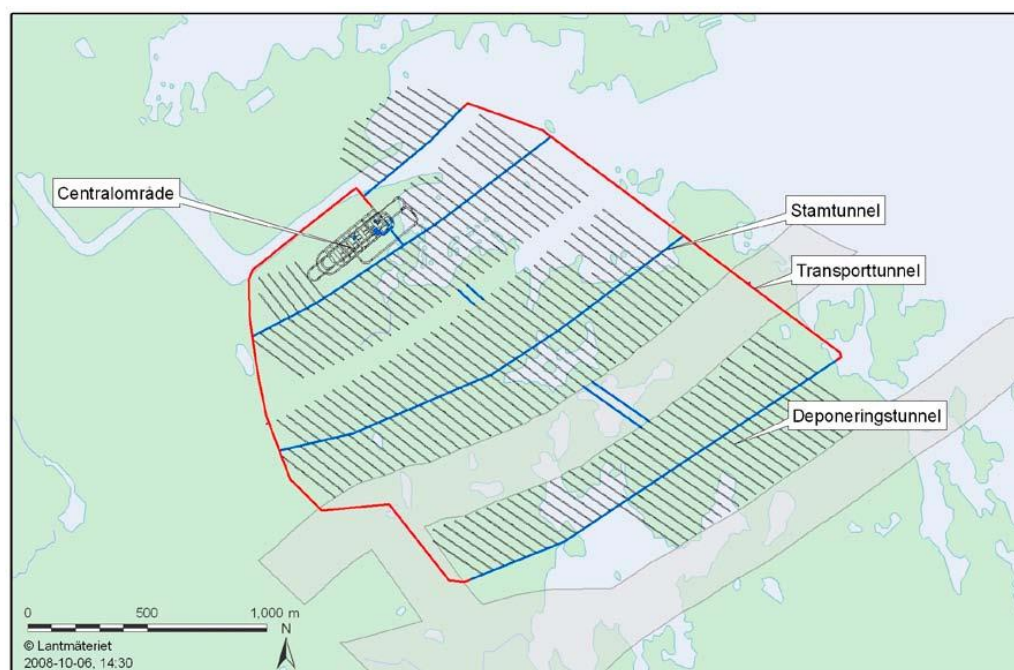 Centralområde
Stamtunnel
Transporttunnel
Deponeringstunnel
0 500 1,000 m
N
© Lantmäteriet
2008-10-06, 14:30